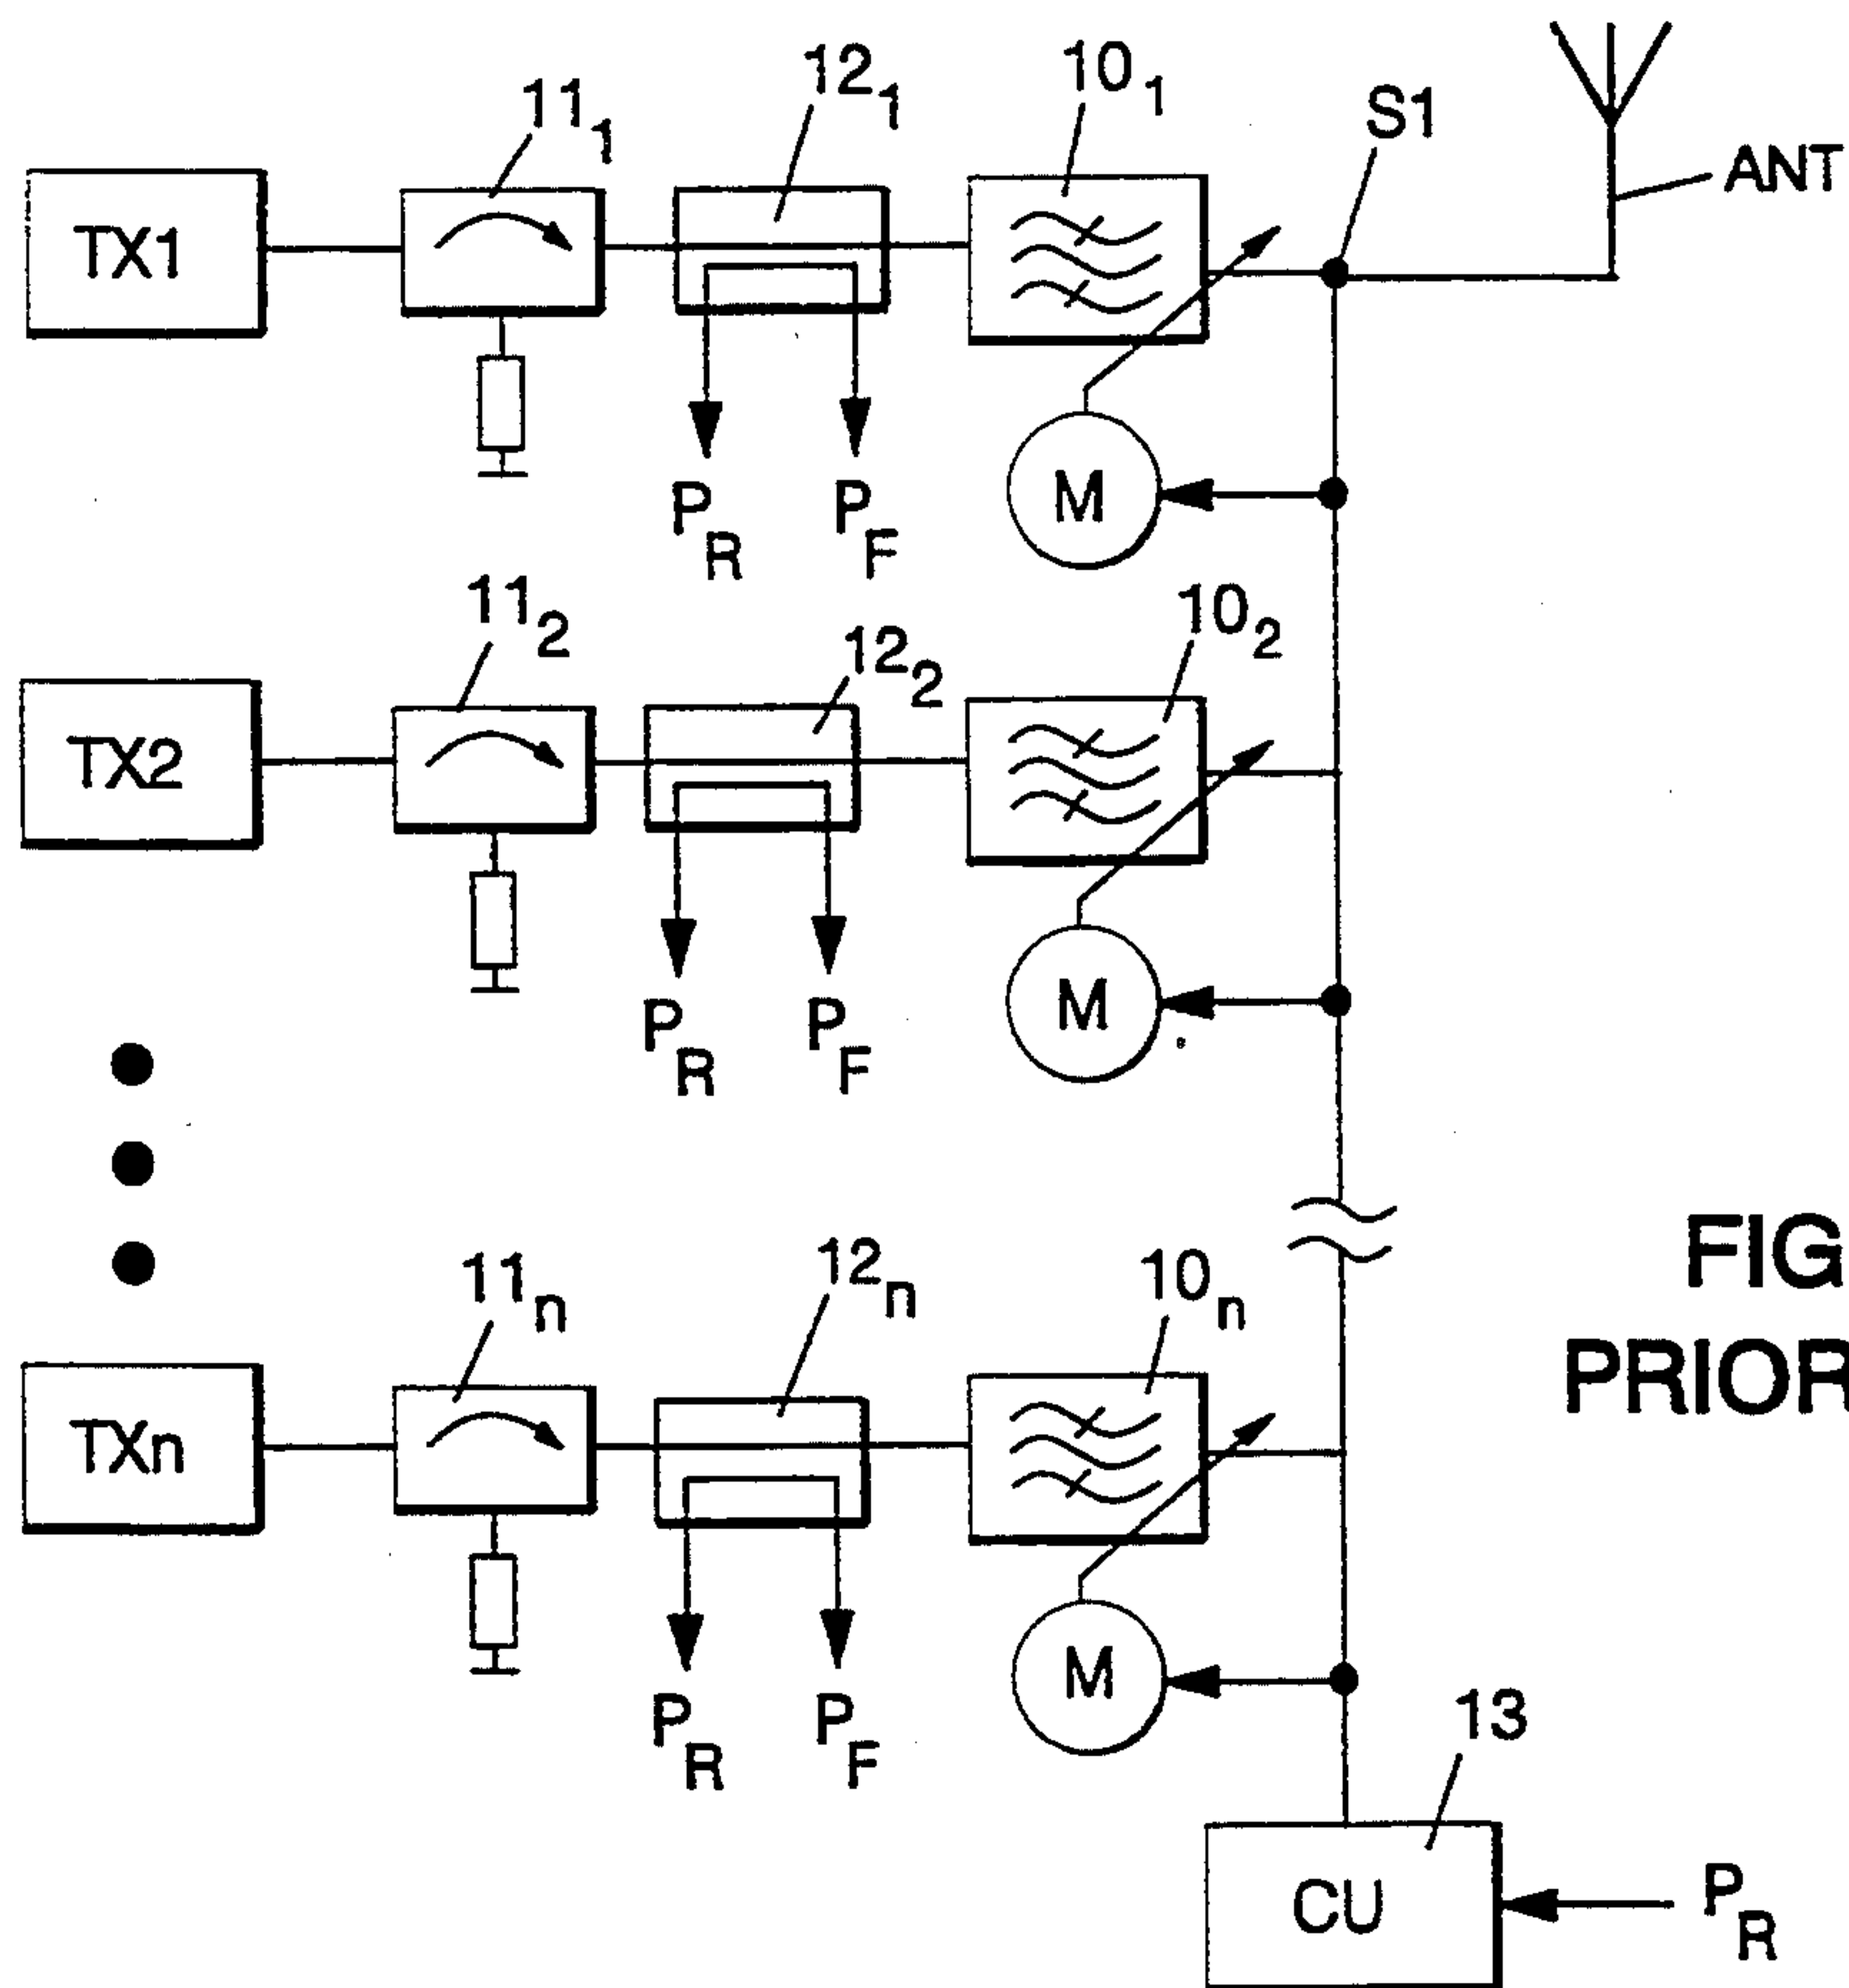 11₁ 12₁ 10₁ S1
TX1 ANT
P_R P_F M
11₂ 12₂ 10₂
TX2
P_R P_F M
11ₙ 12ₙ 10ₙ
FIG
PRIOR
TXn
P_R P_F M
13
CU P_R